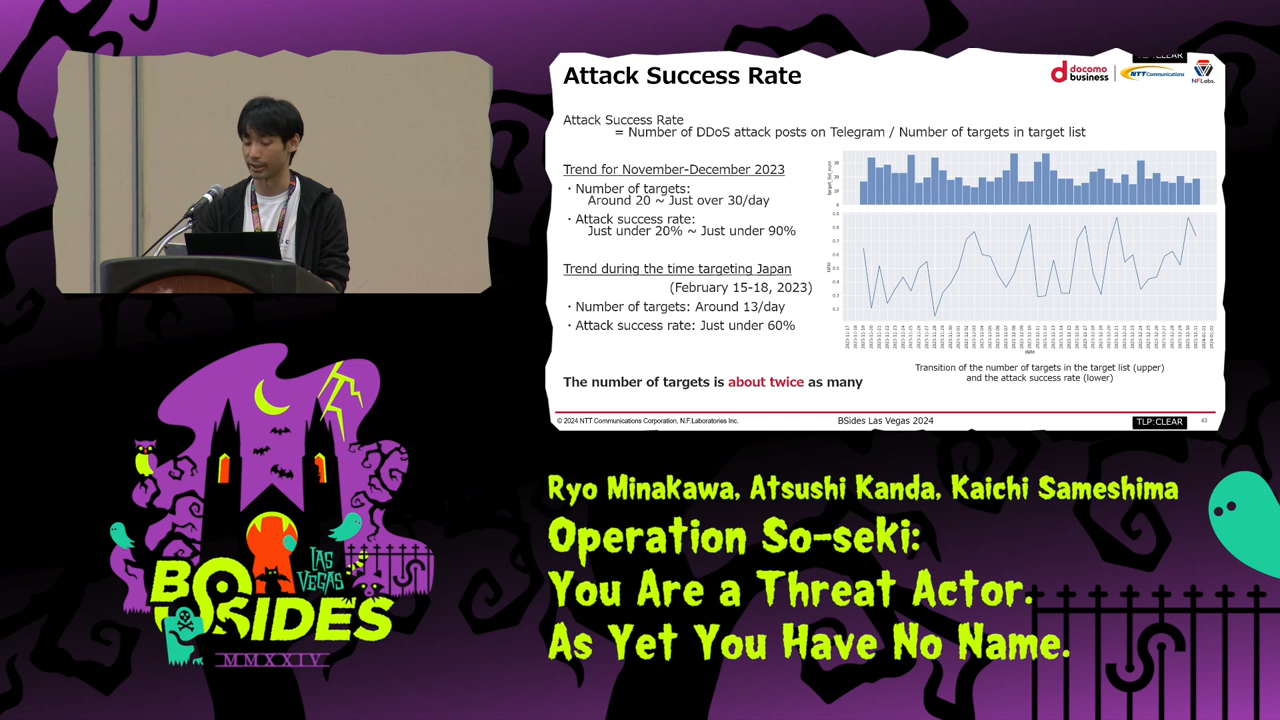 TLP:CLEAR
Attack Success Rate
docomo business
NTT Communications
NFLabs.
Attack Success Rate
= Number of DDoS attack posts on Telegram / Number of targets in target list
Trend for November-December 2023
・Number of targets:
Around 20 ~ Just over 30/day
・Attack success rate:
Just under 20% ~ Just under 90%
Trend during the time targeting Japan
(February 15-18, 2023)
・Number of targets: Around 13/day
・Attack success rate: Just under 60%
The number of targets is about twice as many
target_list_num
ratio
date
Transition of the number of targets in the target list (upper)
and the attack success rate (lower)
© 2024 NTT Communications Corporation, N.F.Laboratories Inc.
BSides Las Vegas 2024
TLP:CLEAR
43
LAS
VEGAS
BSIDES
MMXXIV
Ryo Minakawa, Atsushi Kanda, Kaichi Sameshima
Operation So-seki:
You Are a Threat Actor.
As Yet You Have No Name.